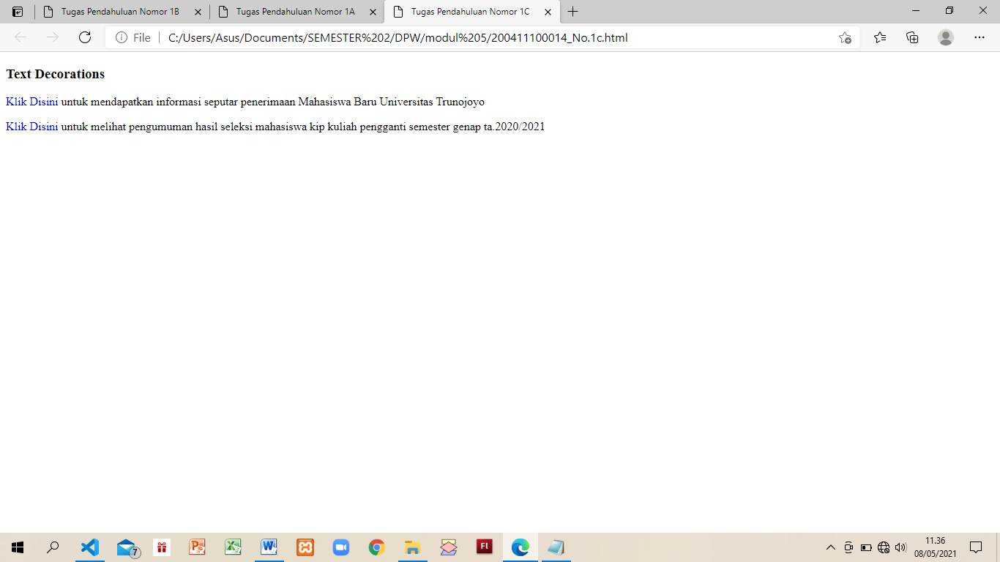 Tugas Pendahuluan Nomor 1B
Tugas Pendahuluan Nomor 1A
Tugas Pendahuluan Nomor 1C
File
C:/Users/Asus/Documents/SEMESTER%202/DPW/modul%205/200411100014_No.1c.html
Text Decorations
Klik Disini untuk mendapatkan informasi seputar penerimaan Mahasiswa Baru Universitas Trunojoyo
Klik Disini untuk melihat pengumuman hasil seleksi mahasiswa kip kuliah pengganti semester genap ta.2020/2021
7
Fl
11.36
08/05/2021